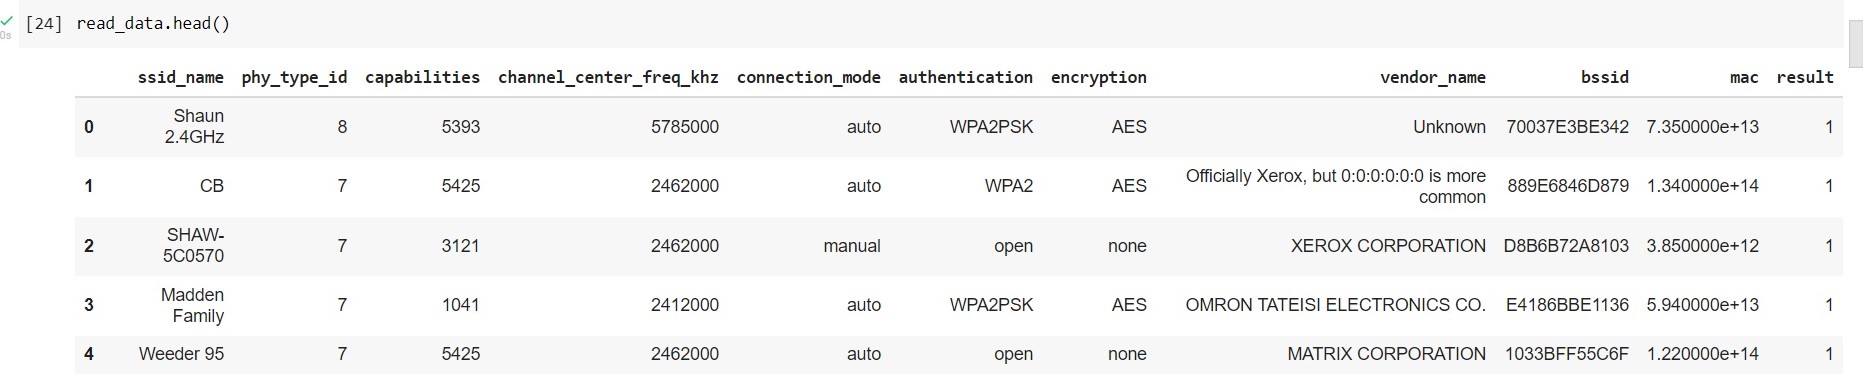 [24] read_data.head()
0s
ssid_name phy_type_id capabilities channel_center_freq_khz connection_mode authentication encryption vendor_name bssid mac result
0 Shaun 2.4GHz 8 5393 5785000 auto WPA2PSK AES Unknown 70037E3BE342 7.350000e+13 1
1 CB 7 5425 2462000 auto WPA2 AES Officially Xerox, but 0:0:0:0:0:0 is more common 889E6846D879 1.340000e+14 1
2 SHAW-5C0570 7 3121 2462000 manual open none XEROX CORPORATION D8B6B72A8103 3.850000e+12 1
3 Madden Family 7 1041 2412000 auto WPA2PSK AES OMRON TATEISI ELECTRONICS CO. E4186BBE1136 5.940000e+13 1
4 Weeder 95 7 5425 2462000 auto open none MATRIX CORPORATION 1033BFF55C6F 1.220000e+14 1